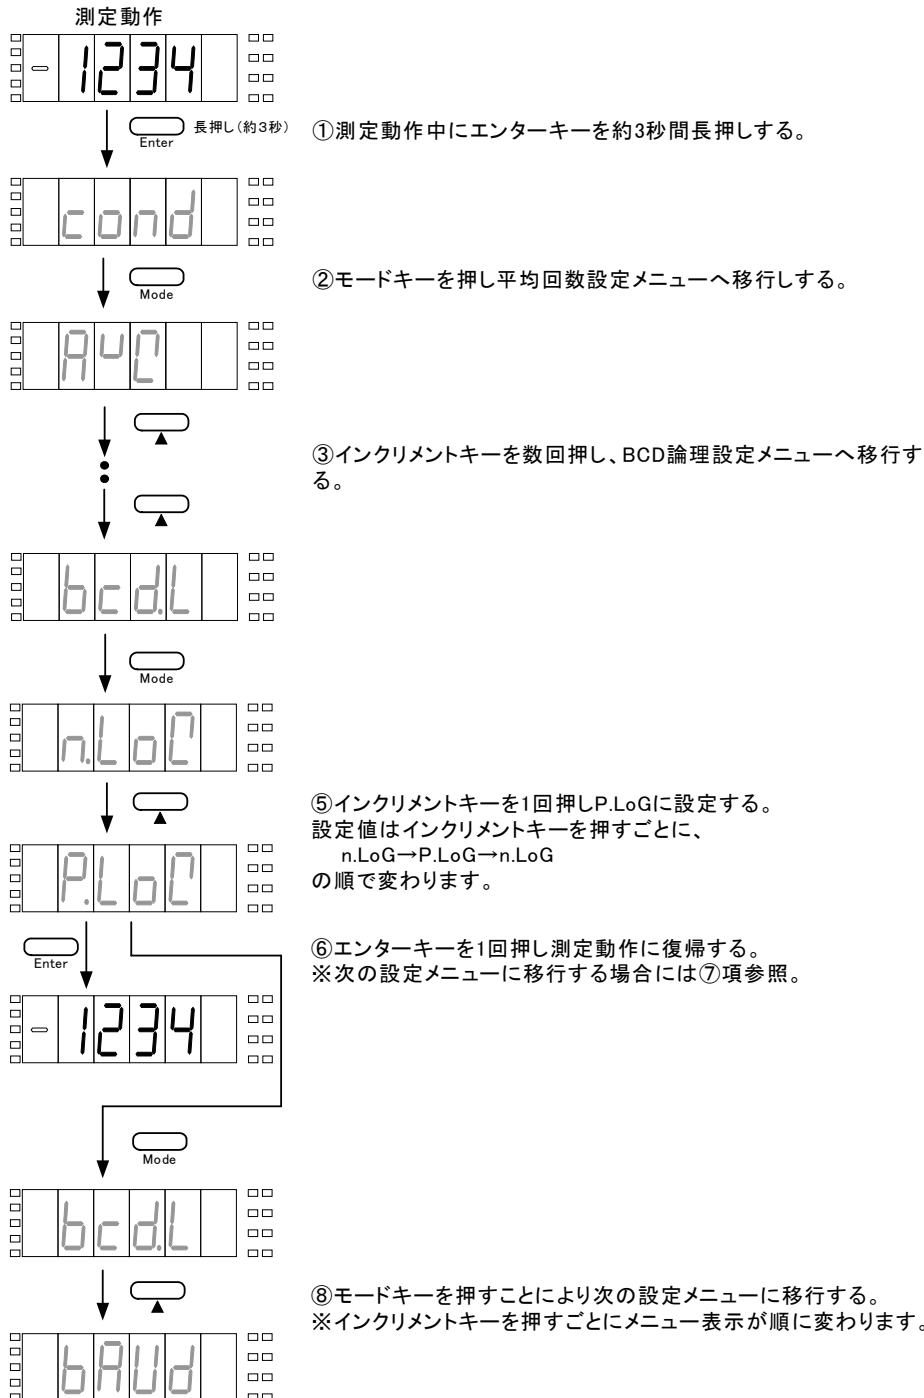 測定動作
- 1234
Enter
長押し(約3秒)
①測定動作中にエンターキーを約3秒間長押しする。
cond
Mode
②モードキーを押し平均回数設定メニューへ移行しする。
AvG
▲
③インクリメントキーを数回押し、BCD論理設定メニューへ移行す
る。
▲
bcd.L
Mode
n.LoG
▲
⑤インクリメントキーを1回押しP.LoGに設定する。
設定値はインクリメントキーを押すごとに、
n.LoG→P.LoG→n.LoG
の順で変わります。
P.LoG
Enter
⑥エンターキーを1回押し測定動作に復帰する。
※次の設定メニューに移行する場合には⑦項参照。
- 1234
Mode
bcd.L
▲
⑧モードキーを押すことにより次の設定メニューに移行する。
※インクリメントキーを押すごとにメニュー表示が順に変わります。
bAUd